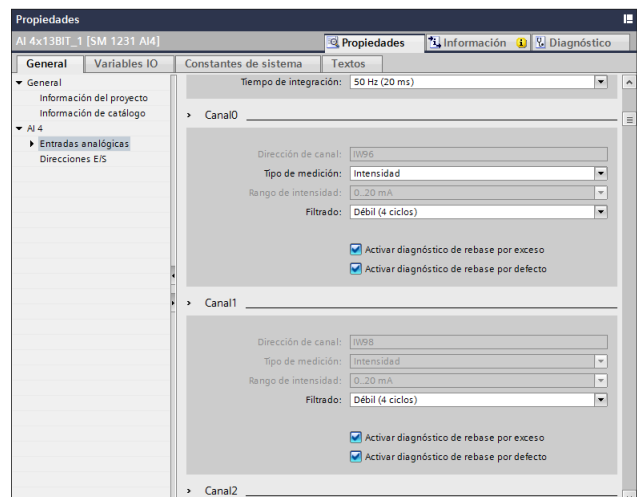 Propiedades
AI 4x13BIT_1 [SM 1231 AI4]
Propiedades
Información
Diagnóstico
General
Variables IO
Constantes de sistema
Textos
General
Información del proyecto
Información de catálogo
AI 4
Entradas analógicas
Direcciones E/S
Tiempo de integración: 50 Hz (20 ms)
Canal0
Dirección de canal: IW96
Tipo de medición: Intensidad
Rango de intensidad: 0..20 mA
Filtrado: Débil (4 ciclos)
Activar diagnóstico de rebase por exceso
Activar diagnóstico de rebase por defecto
Canal1
Dirección de canal: IW98
Tipo de medición: Intensidad
Rango de intensidad: 0..20 mA
Filtrado: Débil (4 ciclos)
Activar diagnóstico de rebase por exceso
Activar diagnóstico de rebase por defecto
Canal2